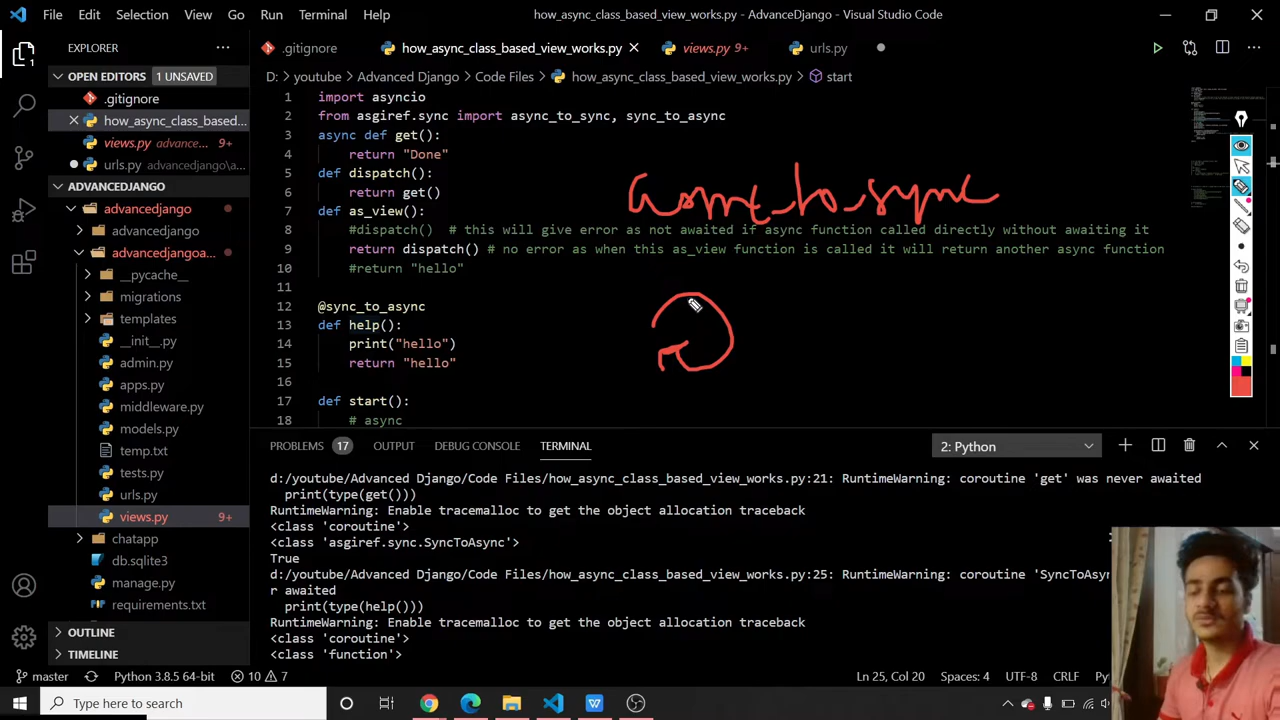 File Edit Selection View Go Run Terminal Help how_async_class_based_view_works.py - AdvanceDjango - Visual Studio Code
EXPLORER ···
.gitignore how_async_class_based_view_works.py views.py 9+ urls.py
OPEN EDITORS 1 UNSAVED
D: > youtube > Advanced Django > Code Files > how_async_class_based_view_works.py > start
.gitignore
how_async_class_based...
views.py advance... 9+
urls.py advancedjango\a...
ADVANCEDJANGO
advancedjango
advancedjangoa...
__pycache__
migrations
templates
__init__.py
admin.py
apps.py
middleware.py
models.py
temp.txt
tests.py
urls.py
views.py 9+
chatapp
db.sqlite3
manage.py
requirements.txt
OUTLINE
TIMELINE
1 import asyncio
2 from asgiref.sync import async_to_sync, sync_to_async
3 async def get():
4 return "Done"
5 def dispatch():
6 return get()
7 def as_view():
8 #dispatch() # this will give error as not awaited if async function called directly without awaiting it
9 return dispatch() # no error as when this as_view function is called it will return another async function
10 #return "hello"
11
12 @sync_to_async
13 def help():
14 print("hello")
15 return "hello"
16
17 def start():
18 # async
async_to_sync
PROBLEMS 17 OUTPUT DEBUG CONSOLE TERMINAL 2: Python
d:/youtube/Advanced Django/Code Files/how_async_class_based_view_works.py:21: RuntimeWarning: coroutine 'get' was never awaited
print(type(get()))
RuntimeWarning: Enable tracemalloc to get the object allocation traceback
<class 'coroutine'>
<class 'asgiref.sync.SyncToAsync'>
True
d:/youtube/Advanced Django/Code Files/how_async_class_based_view_works.py:25: RuntimeWarning: coroutine 'SyncToAsy
r awaited
print(type(help()))
RuntimeWarning: Enable tracemalloc to get the object allocation traceback
<class 'coroutine'>
<class 'function'>
master Python 3.8.5 64-bit 10 7 Ln 25, Col 20 Spaces: 4 UTF-8 CRLF
Type here to search